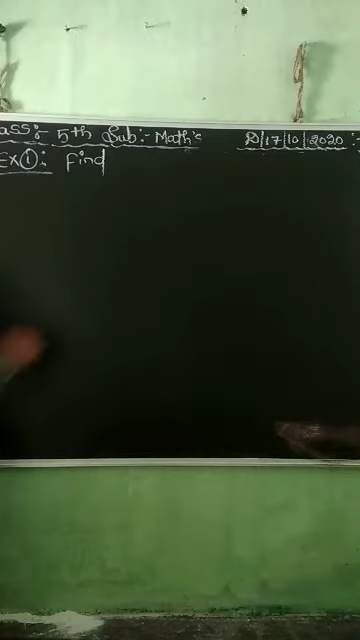 ass:- 5th Sub:- Math's D/17/10/2020:
Ex(1): Find